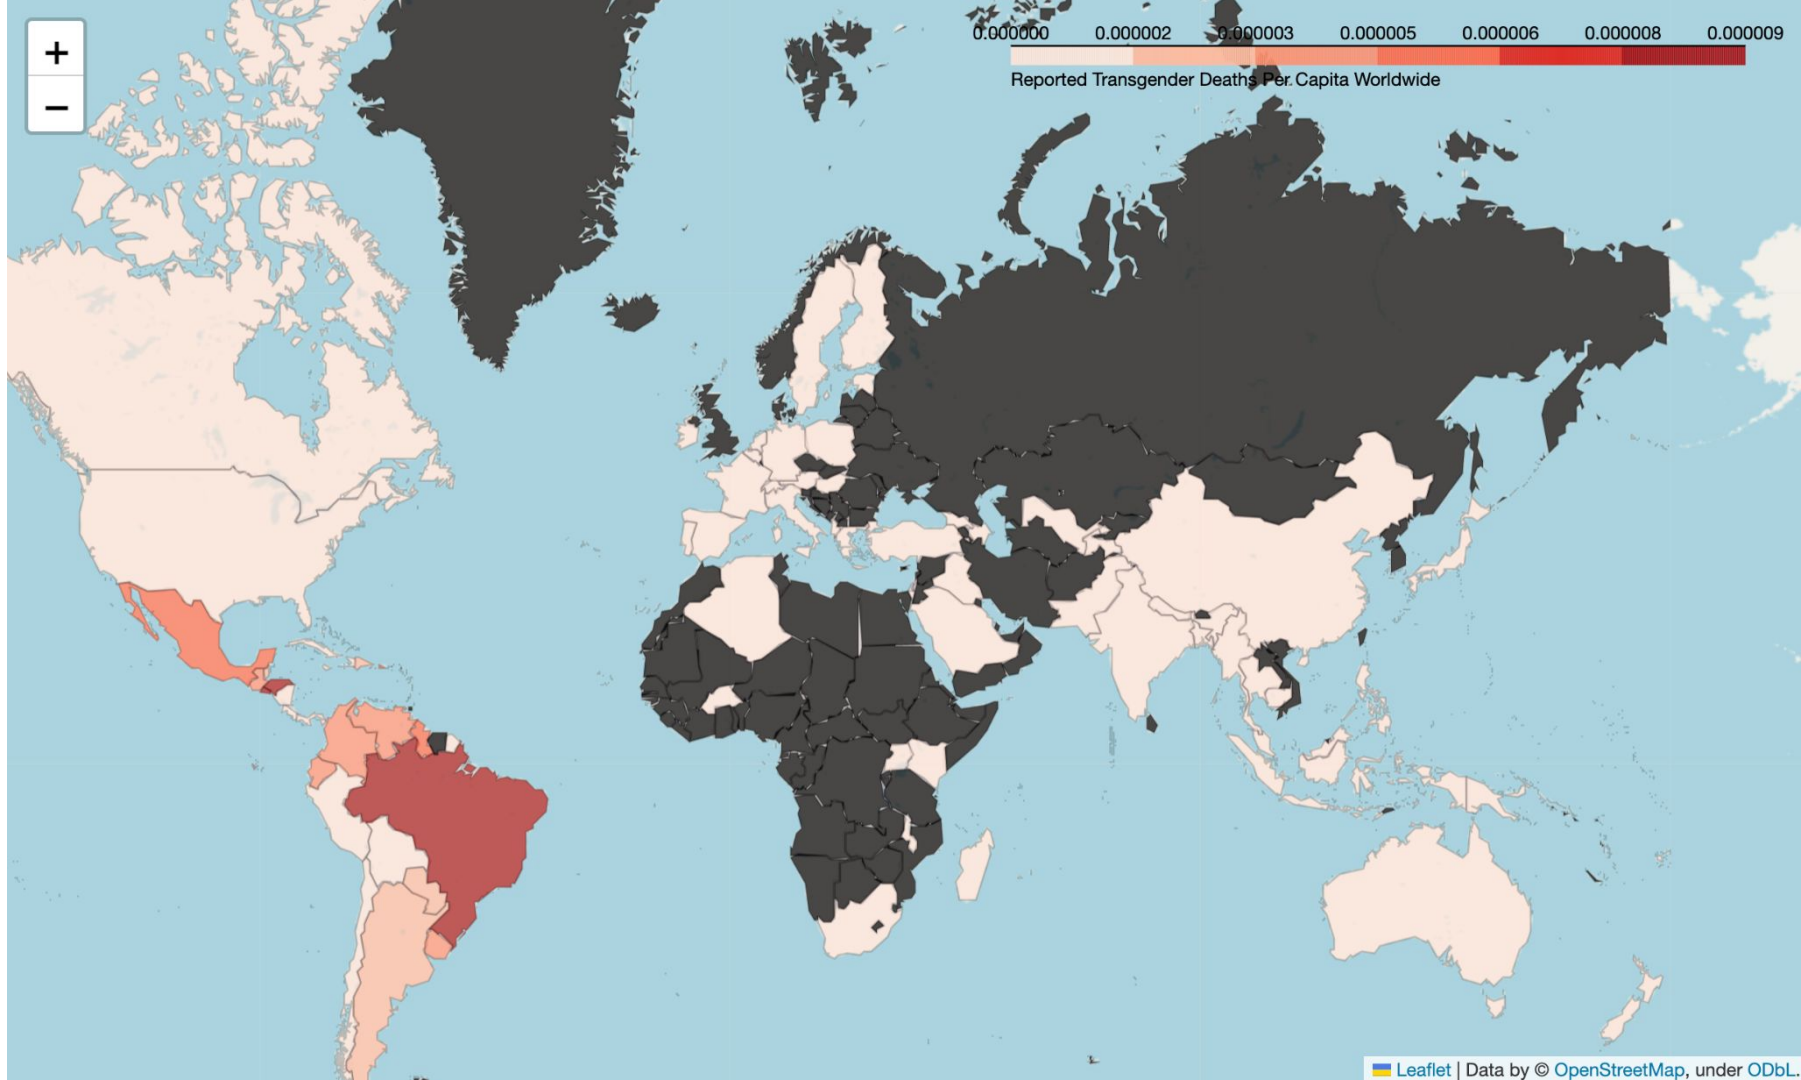 +
−
0.000000 0.000002 0.000003 0.000005 0.000006 0.000008 0.000009
Reported Transgender Deaths Per Capita Worldwide
Leaflet | Data by © OpenStreetMap, under ODbL.